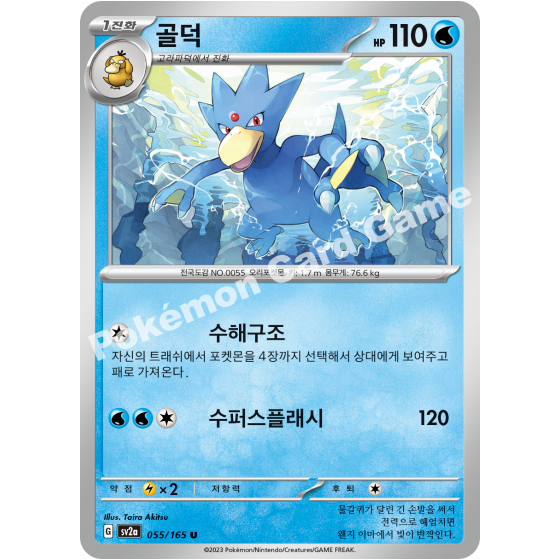 1진화 골덕 HP 110
고라파덕에서 진화
전국도감 NO.0055 오리포켓몬 키: 1.7 m 몸무게: 76.6 kg
Pokémon Card Game
수해구조
자신의 트래쉬에서 포켓몬을 4장까지 선택해서 상대에게 보여주고
패로 가져온다.
수퍼스플래시 120
약점 ×2 저항력 후퇴
Illus. Taira Akitsu
G sv2a 055/165 U
물갈퀴가 달린 긴 손발을 써서
전력으로 헤엄치면
왠지 이마에서 빛이 반짝인다.
©2023 Pokémon/Nintendo/Creatures/GAME FREAK.